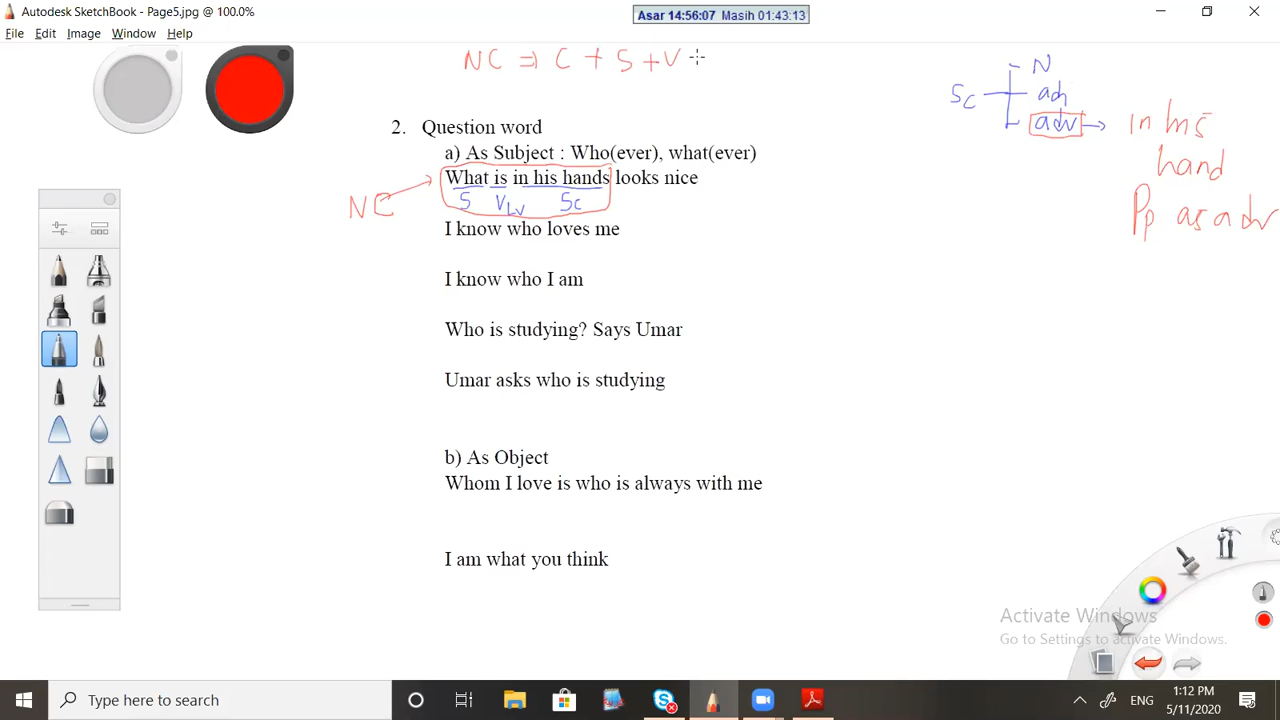 Autodesk SketchBook - Page5.jpg @ 100.0%
Asar 14:56:07 Masih 01:43:13
File Edit Image Window Help
NC ⇒ C + S + V
2. Question word
a) As Subject : Who(ever), what(ever)
What is in his hands looks nice
NC
S V LV Sc
I know who loves me
I know who I am
Who is studying? Says Umar
Umar asks who is studying
b) As Object
Whom I love is who is always with me
I am what you think
Sc
N
adv
in his
hand
Pp as adv
Activate Windows
Go to Settings to activate Windows.
Type here to search
ENG
1:12 PM
5/11/2020